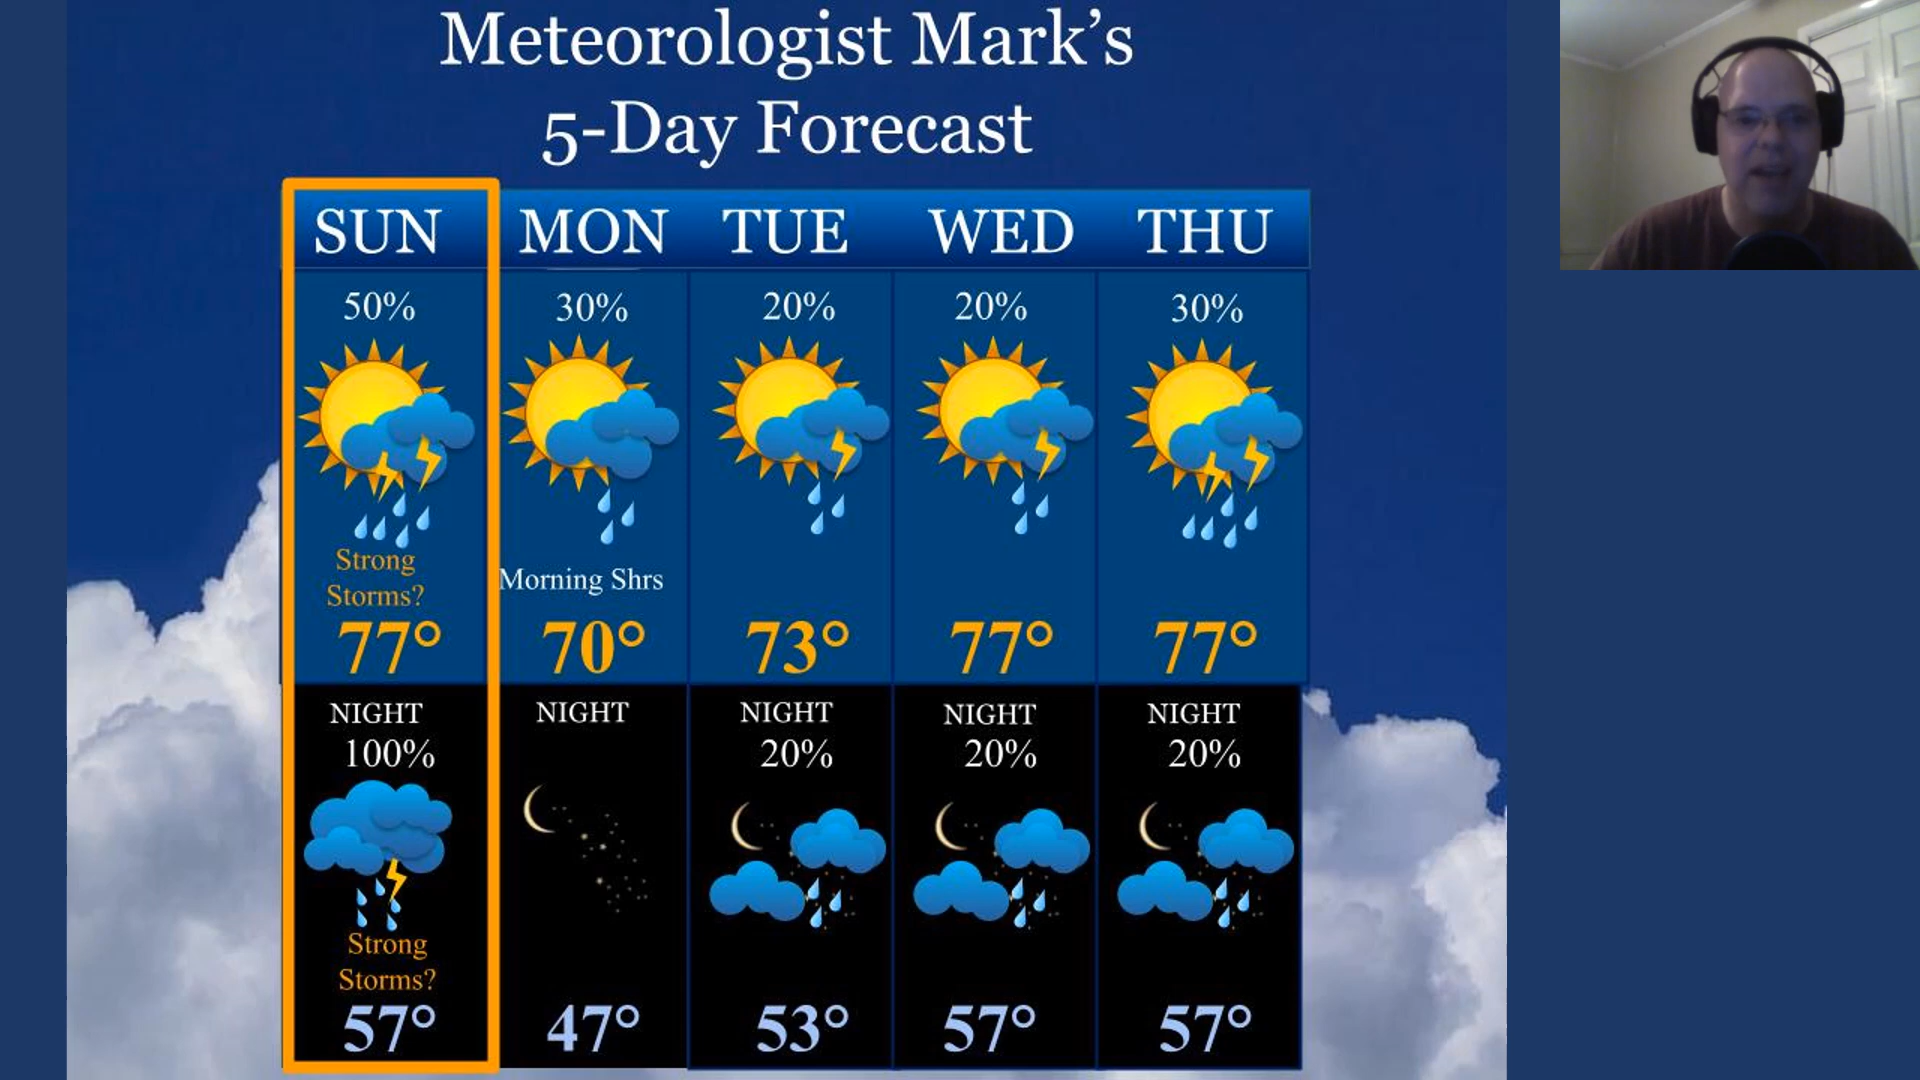 Meteorologist Mark’s
5-Day Forecast
SUN MON TUE WED THU
50% 30% 20% 20% 30%
Strong
Storms?
Morning Shrs
77° 70° 73° 77° 77°
NIGHT NIGHT NIGHT NIGHT NIGHT
100% 20% 20% 20%
Strong
Storms?
57° 47° 53° 57° 57°